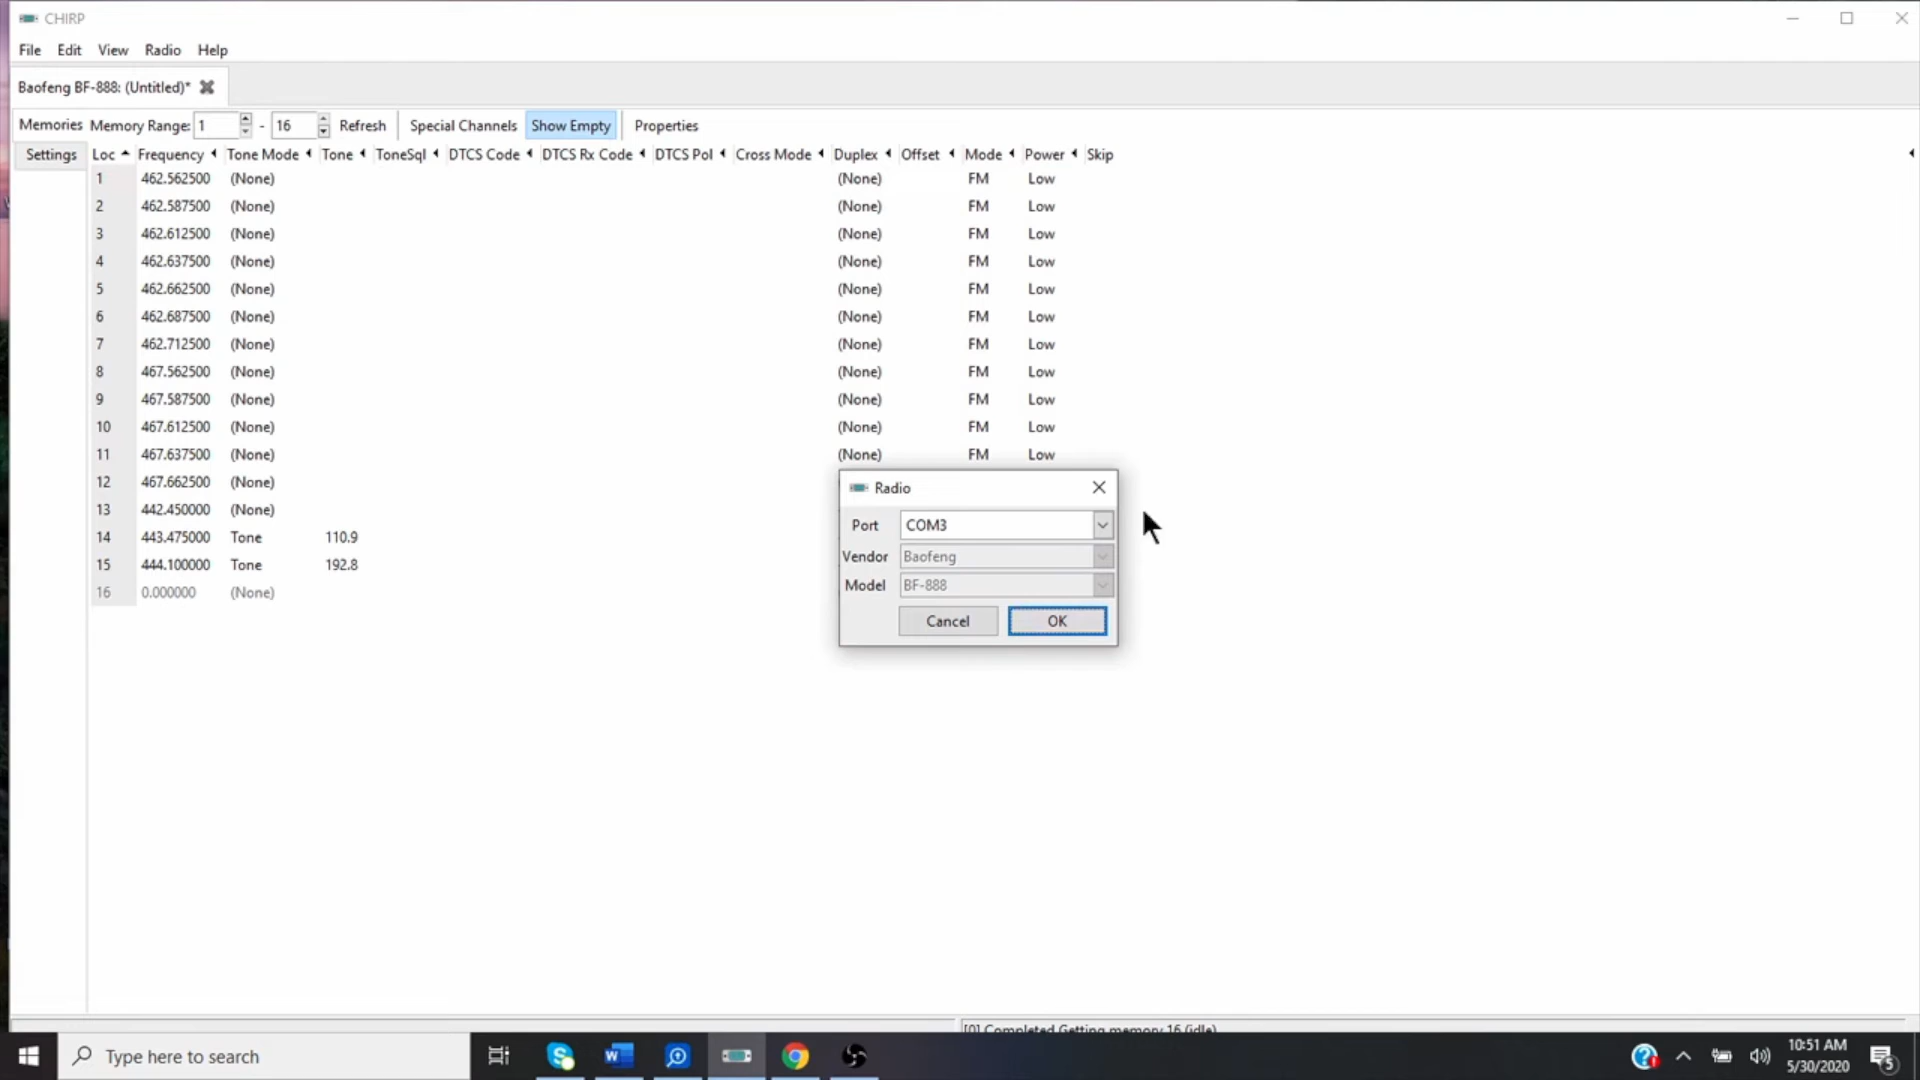 CHIRP
File Edit View Radio Help
Baofeng BF-888: (Untitled)*
Memories Memory Range: 1 - 16 Refresh Special Channels Show Empty Properties
Settings Loc Frequency Tone Mode Tone ToneSql DTCS Code DTCS Rx Code DTCS Pol Cross Mode Duplex Offset Mode Power Skip
1 462.562500 (None) (None) FM Low
2 462.587500 (None) (None) FM Low
3 462.612500 (None) (None) FM Low
4 462.637500 (None) (None) FM Low
5 462.662500 (None) (None) FM Low
6 462.687500 (None) (None) FM Low
7 462.712500 (None) (None) FM Low
8 467.562500 (None) (None) FM Low
9 467.587500 (None) (None) FM Low
10 467.612500 (None) (None) FM Low
11 467.637500 (None) (None) FM Low
12 467.662500 (None)
13 442.450000 (None)
14 443.475000 Tone 110.9
15 444.100000 Tone 192.8
16 0.000000 (None)
Radio
Port COM3
Vendor Baofeng
Model BF-888
Cancel OK
[0] Completed Getting memory 16 (idle)
Type here to search
10:51 AM
5/30/2020
5